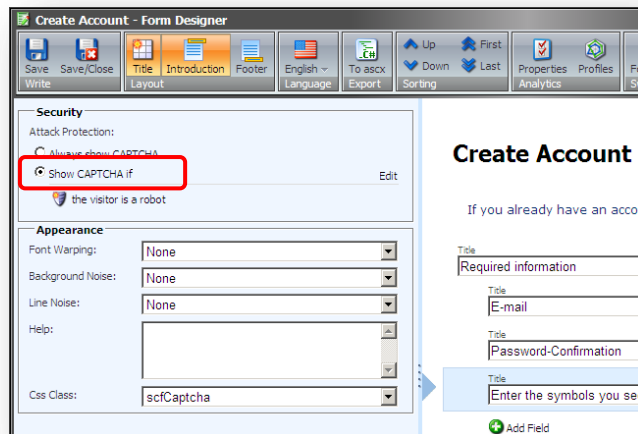 Create Account - Form Designer
Save Save/Close Title Introduction Footer English To ascx Up First Down Last Properties Profiles
Write Layout Language Export Sorting Analytics
Security
Attack Protection:
Always show CAPTCHA
Show CAPTCHA if Edit
the visitor is a robot
Appearance
Font Warping: None
Background Noise: None
Line Noise: None
Help:
Css Class: scfCaptcha
Create Account
If you already have an acco
Title
Required information
Title
E-mail
Title
Password-Confirmation
Title
Enter the symbols you se
Add Field